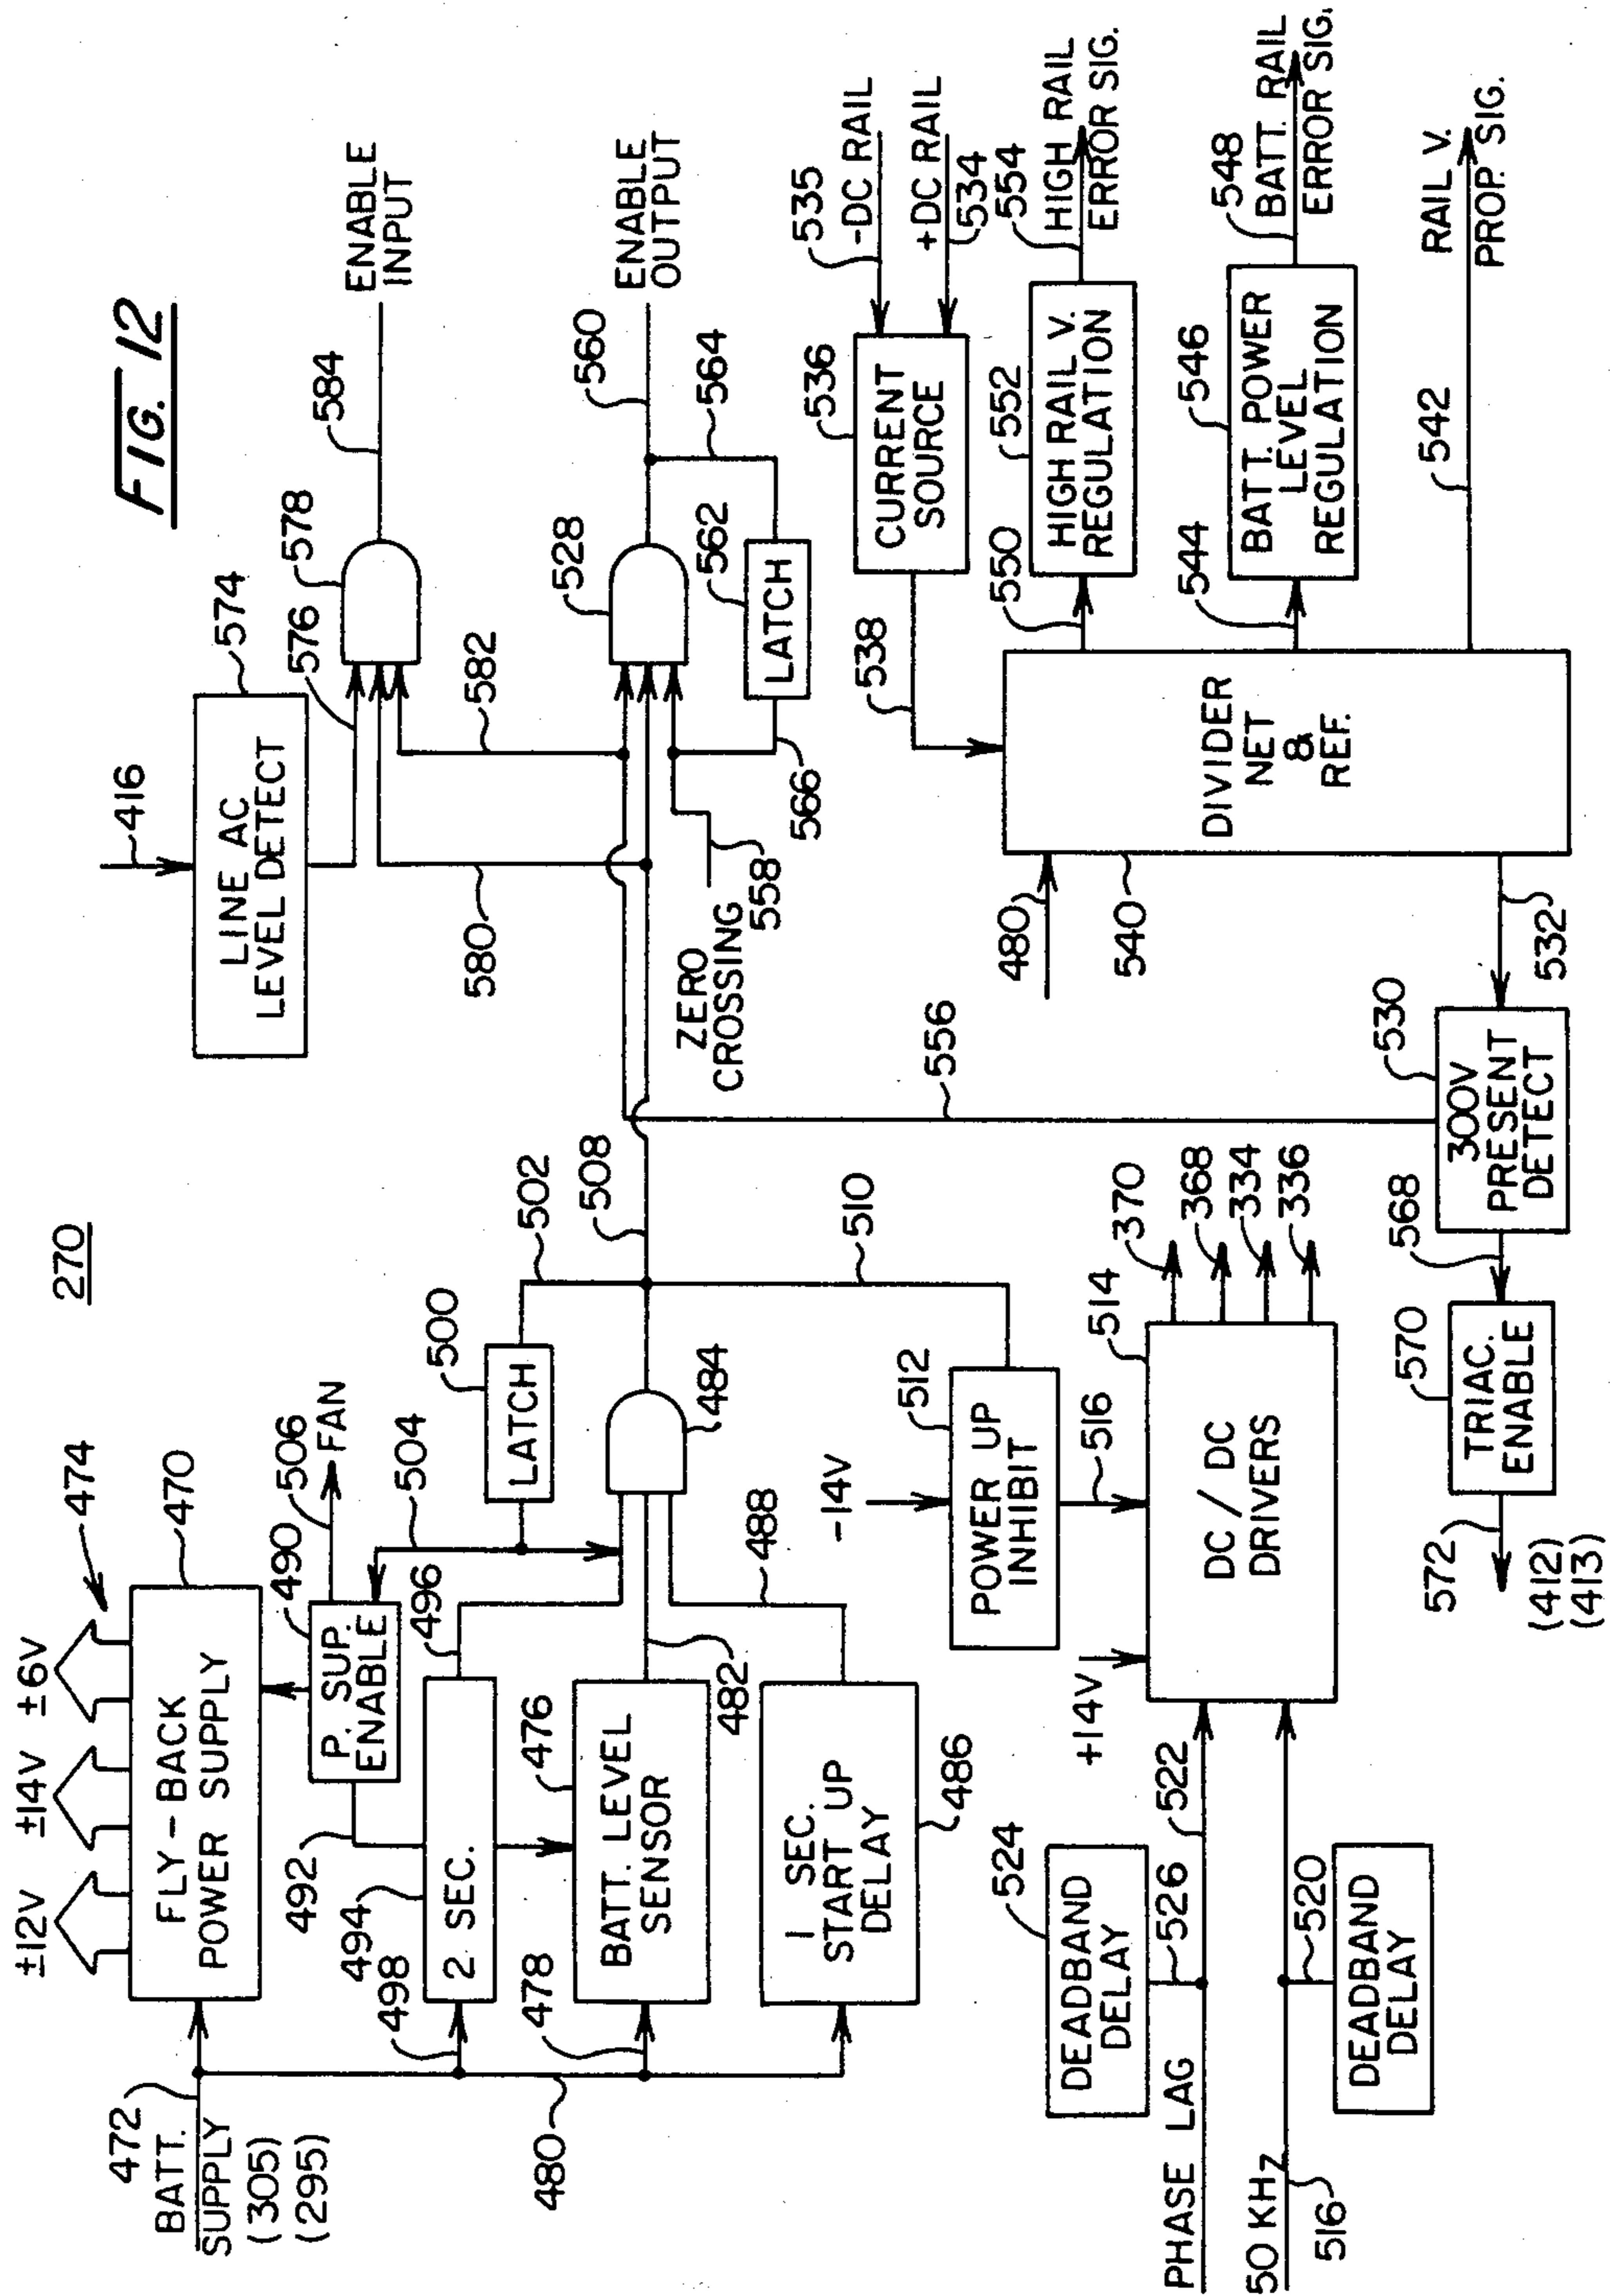 FIG. 12
270
±12V
±14V
±6V
474
472
BATT.
SUPPLY
(305)
(295)
FLY-BACK
POWER SUPPLY
470
P. SUP.
ENABLE
490
506
FAN
492
494
498
2 SEC.
496
504
LATCH
500
502
478
BATT. LEVEL
SENSOR
476
482
484
508
480
1 SEC.
START UP
DELAY
486
488
510
-14V
POWER UP
INHIBIT
512
516
+14V
DC/DC
DRIVERS
514
370
368
334
336
DEADBAND
DELAY
524
526
522
PHASE LAG
50 KHz
516
520
DEADBAND
DELAY
416
LINE AC
LEVEL DETECT
574
576
578
584
ENABLE
INPUT
580
582
528
560
ENABLE
OUTPUT
ZERO
CROSSING
558
566
LATCH
562
564
556
535
-DC RAIL
+DC RAIL
534
CURRENT
SOURCE
536
538
480
540
DIVIDER
NET
&
REF.
550
HIGH RAIL V.
REGULATION
552
554
HIGH RAIL
ERROR SIG.
544
BATT. POWER
LEVEL
REGULATION
546
548
BATT. RAIL
ERROR SIG.
542
RAIL V.
PROP. SIG.
532
300V
PRESENT
DETECT
530
568
TRIAC.
ENABLE
570
572
(412)
(413)